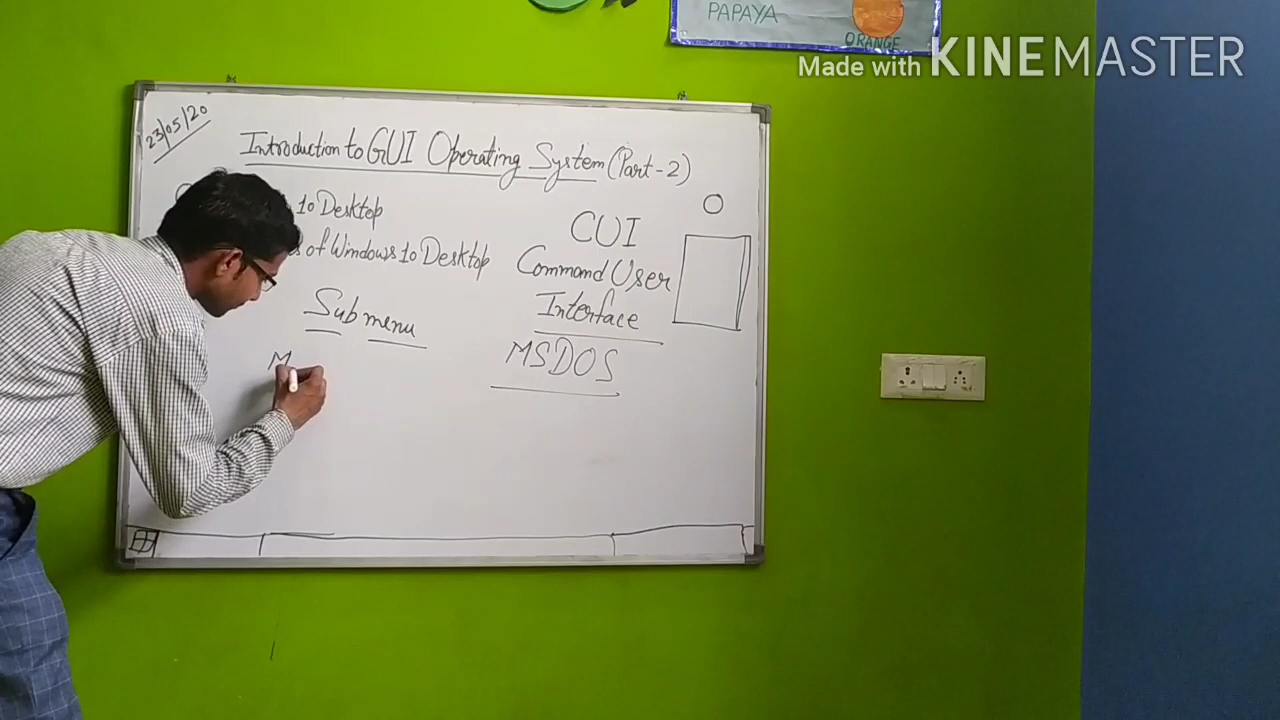 PAPAYA
ORANGE
Made with KINEMASTER
23/05/20
Introduction to GUI Operating System (Part-2)
10 Desktop
of Windows 10 Desktop
CUI
Command User
Interface
MSDOS
Sub menu
M